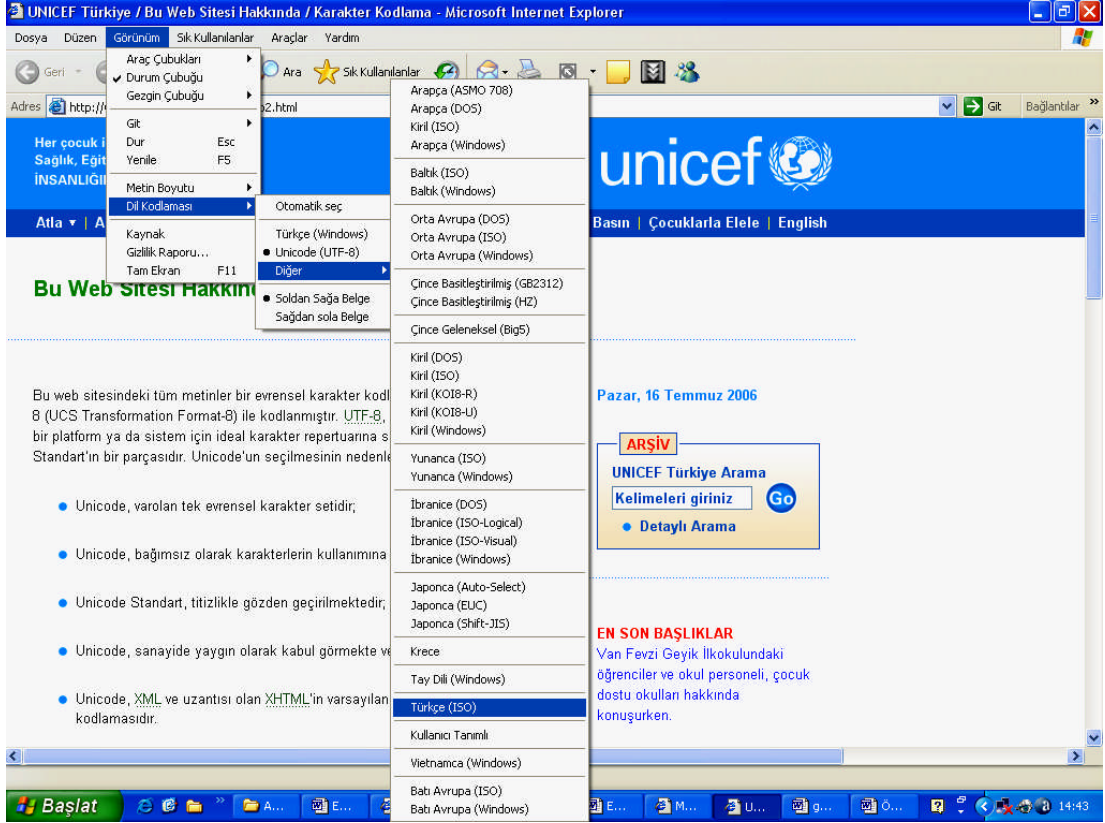 UNICEF Türkiye / Bu Web Sitesi Hakkında / Karakter Kodlama - Microsoft Internet Explorer
Dosya Düzen Görünüm Sık Kullanılanlar Araçlar Yardım
Geri Ara Sık Kullanılanlar
Adres http:// 2.html Git Bağlantılar »
Araç Çubukları
Durum Çubuğu
Gezgin Çubuğu
Git
Dur Esc
Yenile F5
Metin Boyutu
Dil Kodlaması
Kaynak
Gizlilik Raporu...
Tam Ekran F11
Otomatik seç
Türkçe (Windows)
Unicode (UTF-8)
Diğer
Soldan Sağa Belge
Sağdan sola Belge
Arapça (ASMO 708)
Arapça (DOS)
Kiril (ISO)
Arapça (Windows)
Baltık (ISO)
Baltık (Windows)
Orta Avrupa (DOS)
Orta Avrupa (ISO)
Orta Avrupa (Windows)
Çince Basitleştirilmiş (GB2312)
Çince Basitleştirilmiş (HZ)
Çince Geleneksel (Big5)
Kiril (DOS)
Kiril (ISO)
Kiril (KOI8-R)
Kiril (KOI8-U)
Kiril (Windows)
Yunanca (ISO)
Yunanca (Windows)
İbranice (DOS)
İbranice (ISO-Logical)
İbranice (ISO-Visual)
İbranice (Windows)
Japonca (Auto-Select)
Japonca (EUC)
Japonca (Shift-JIS)
Krece
Tay Dili (Windows)
Türkçe (ISO)
Kullanıcı Tanımlı
Vietnamca (Windows)
Batı Avrupa (ISO)
Batı Avrupa (Windows)
Her çocuk i
Sağlık, Eğit
İNSANLIĞI
unicef
Atla ▾ | A
Basın | Çocuklarla Elele | English
Bu Web Sitesi Hakkın
Bu web sitesindeki tüm metinler bir evrensel karakter kodl
8 (UCS Transformation Format-8) ile kodlanmıştır. UTF-8,
bir platform ya da sistem için ideal karakter repertuarına s
Standart'ın bir parçasıdır. Unicode'un seçilmesinin nedenle
Unicode, varolan tek evrensel karakter setidir;
Unicode, bağımsız olarak karakterlerin kullanımına
Unicode Standart, titizlikle gözden geçirilmektedir;
Unicode, sanayide yaygın olarak kabul görmekte ve
Unicode, XML ve uzantısı olan XHTML'in varsayılan
kodlamasıdır.
Pazar, 16 Temmuz 2006
ARŞİV
UNICEF Türkiye Arama
Kelimeleri giriniz Go
Detaylı Arama
EN SON BAŞLIKLAR
Van Fevzi Geyik İlkokulundaki
öğrenciler ve okul personeli, çocuk
dostu okulları hakkında
konuşurken.
Başlat » A... E... E... M... U... g... Ö... 14:43